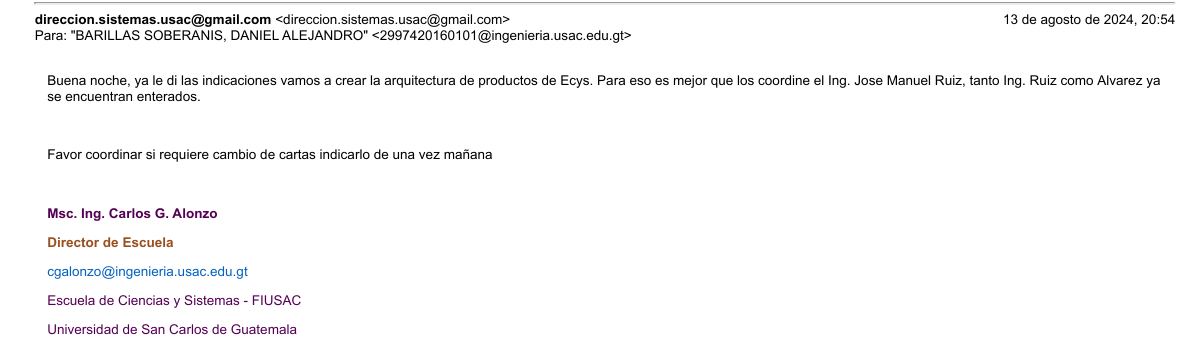 direccion.sistemas.usac@gmail.com <direccion.sistemas.usac@gmail.com> 13 de agosto de 2024, 20:54
Para: "BARILLAS SOBERANIS, DANIEL ALEJANDRO" <2997420160101@ingenieria.usac.edu.gt>
Buena noche, ya le di las indicaciones vamos a crear la arquitectura de productos de Ecys. Para eso es mejor que los coordine el Ing. Jose Manuel Ruiz, tanto Ing. Ruiz como Alvarez ya
se encuentran enterados.
Favor coordinar si requiere cambio de cartas indicarlo de una vez mañana
Msc. Ing. Carlos G. Alonzo
Director de Escuela
cgalonzo@ingenieria.usac.edu.gt
Escuela de Ciencias y Sistemas - FIUSAC
Universidad de San Carlos de Guatemala